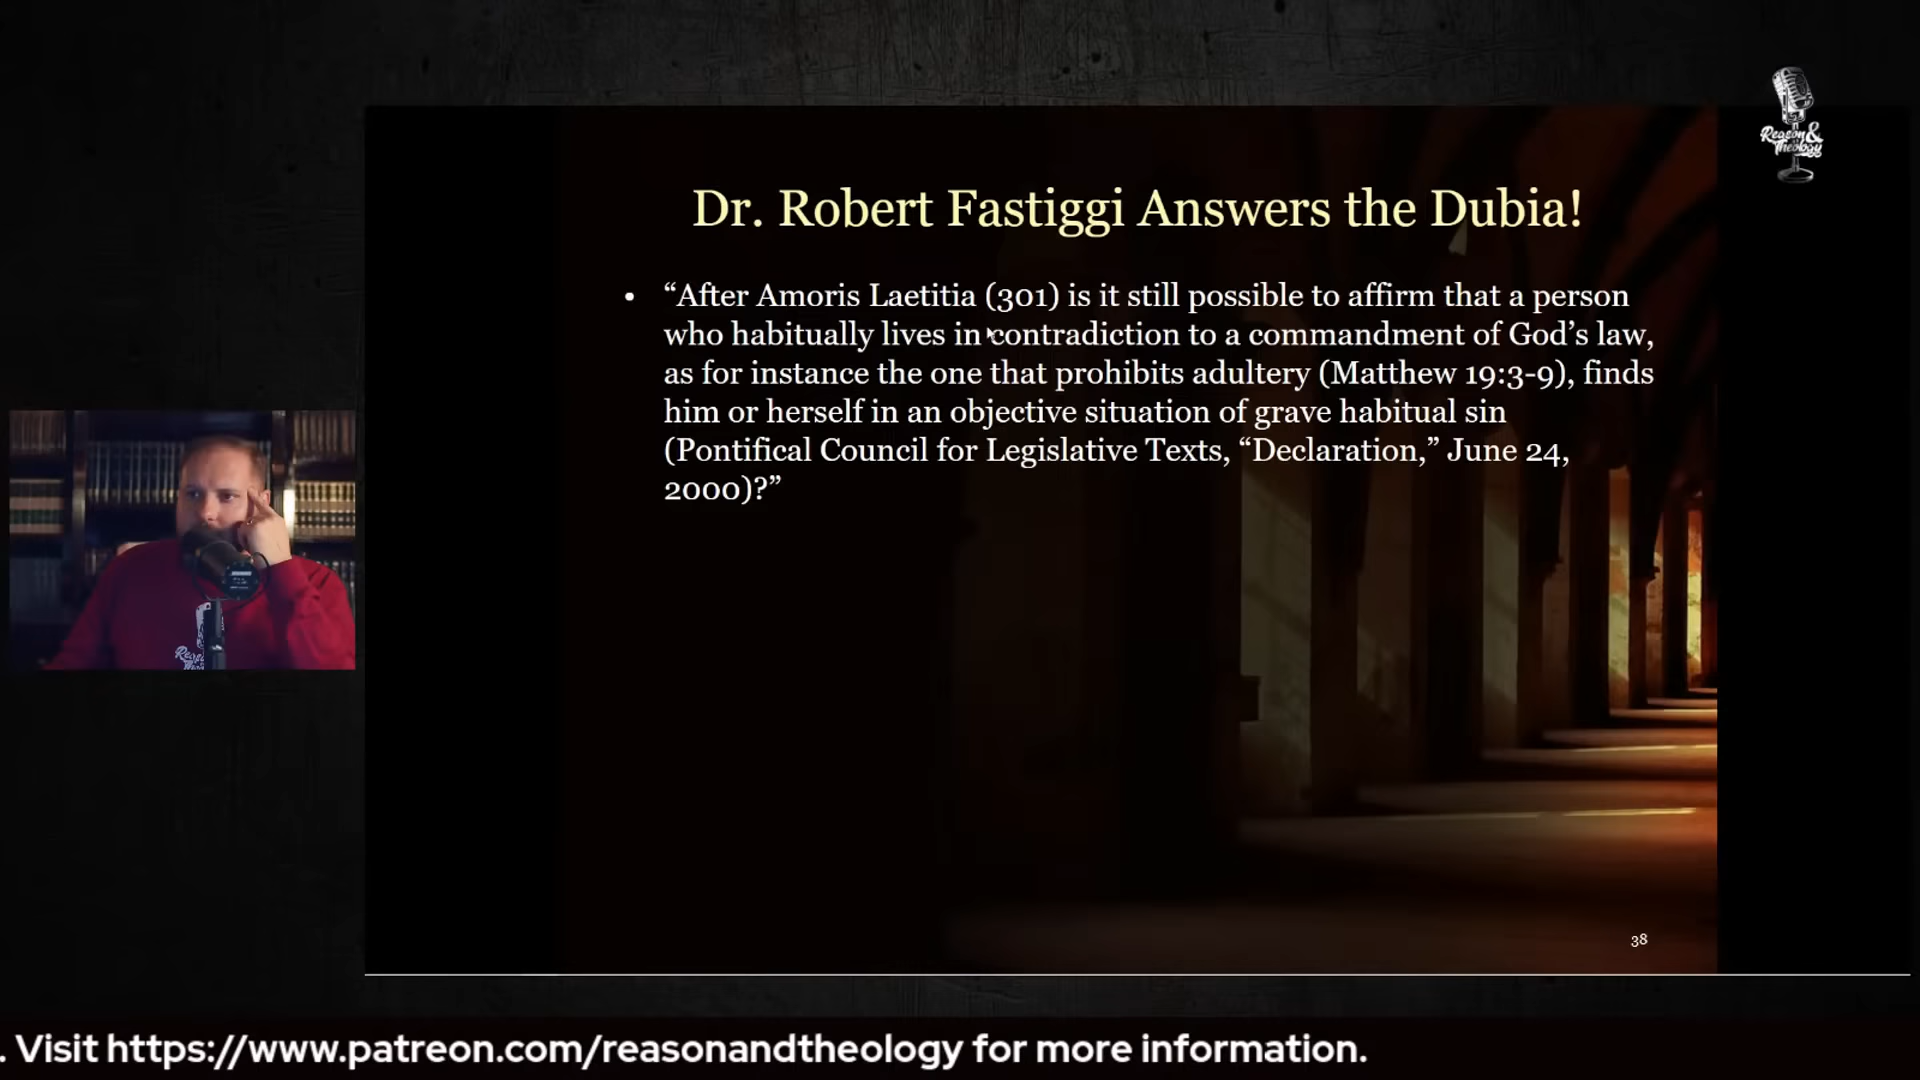 Reason &
Theology
Dr. Robert Fastiggi Answers the Dubia!
• “After Amoris Laetitia (301) is it still possible to affirm that a person
who habitually lives in contradiction to a commandment of God’s law,
as for instance the one that prohibits adultery (Matthew 19:3-9), finds
him or herself in an objective situation of grave habitual sin
(Pontifical Council for Legislative Texts, “Declaration,” June 24,
2000)?”
38
. Visit https://www.patreon.com/reasonandtheology for more information.